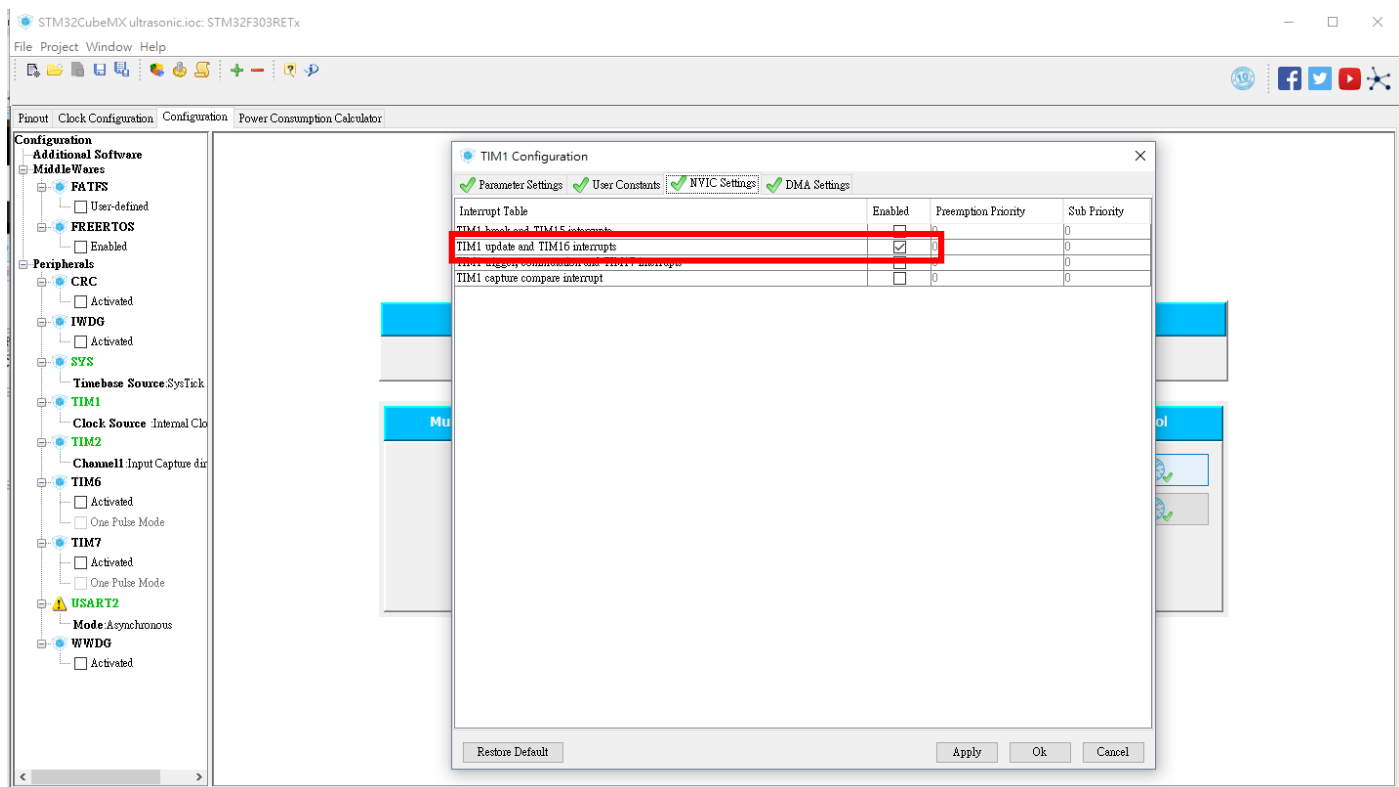 STM32CubeMX ultrasonic.ioc: STM32F303RETx
File Project Window Help
19
Pinout Clock Configuration Configuration Power Consumption Calculator
Configuration
Additional Software
MiddleWares
FATFS
User-defined
FREERTOS
Enabled
Peripherals
CRC
Activated
IWDG
Activated
SYS
Timebase Source:SysTick
TIM1
Clock Source :Internal Clo
TIM2
Channel1:Input Capture dir
TIM6
Activated
One Pulse Mode
TIM7
Activated
One Pulse Mode
USART2
Mode:Asynchronous
WWDG
Activated
Mu
ol
TIM1 Configuration
Parameter Settings User Constants NVIC Settings DMA Settings
Interrupt Table Enabled Preemption Priority Sub Priority
TIM1 break and TIM15 interrupts 0 0
TIM1 update and TIM16 interrupts 0 0
TIM1 trigger, commutation and TIM17 interrupts 0 0
TIM1 capture compare interrupt 0 0
Restore Default Apply Ok Cancel